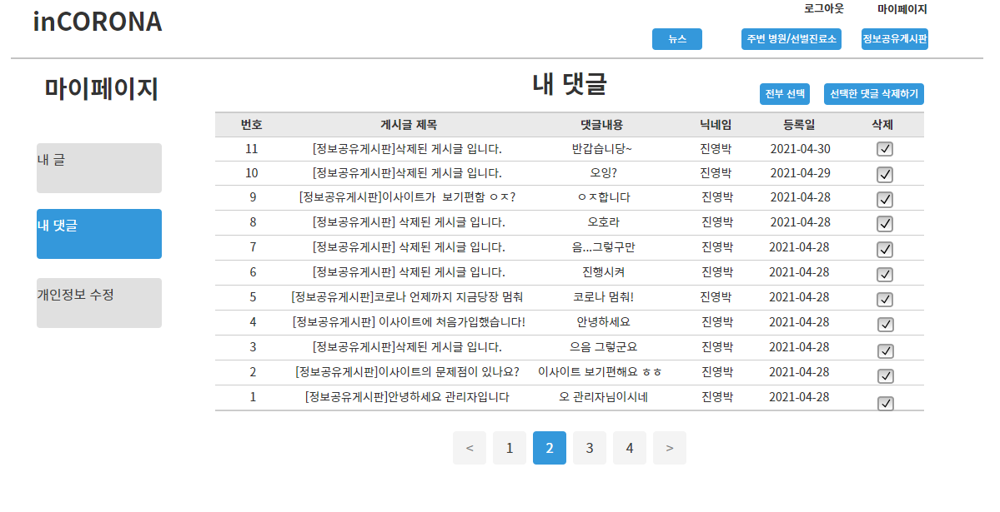 inCORONA
로그아웃 마이페이지
뉴스 주변 병원/선별진료소 정보공유게시판
마이페이지
내 댓글
전부 선택 선택한 댓글 삭제하기
내 글
내 댓글
개인정보 수정
번호 게시글 제목 댓글내용 닉네임 등록일 삭제
11 [정보공유게시판]삭제된 게시글 입니다. 반갑습니당~ 진영박 2021-04-30
10 [정보공유게시판]삭제된 게시글 입니다. 오잉? 진영박 2021-04-29
9 [정보공유게시판]이사이트가 보기편함 ㅇㅈ? ㅇㅈ합니다 진영박 2021-04-28
8 [정보공유게시판] 삭제된 게시글 입니다. 오호라 진영박 2021-04-28
7 [정보공유게시판] 삭제된 게시글 입니다. 음...그렇구만 진영박 2021-04-28
6 [정보공유게시판] 삭제된 게시글 입니다. 진행시켜 진영박 2021-04-28
5 [정보공유게시판]코로나 언제까지 지금당장 멈춰 코로나 멈춰! 진영박 2021-04-28
4 [정보공유게시판] 이사이트에 처음가입했습니다! 안녕하세요 진영박 2021-04-28
3 [정보공유게시판]삭제된 게시글 입니다. 으음 그렇군요 진영박 2021-04-28
2 [정보공유게시판]이사이트의 문제점이 있나요? 이사이트 보기편해요 ㅎㅎ 진영박 2021-04-28
1 [정보공유게시판]안녕하세요 관리자입니다 오 관리자님이시네 진영박 2021-04-28
< 1 2 3 4 >